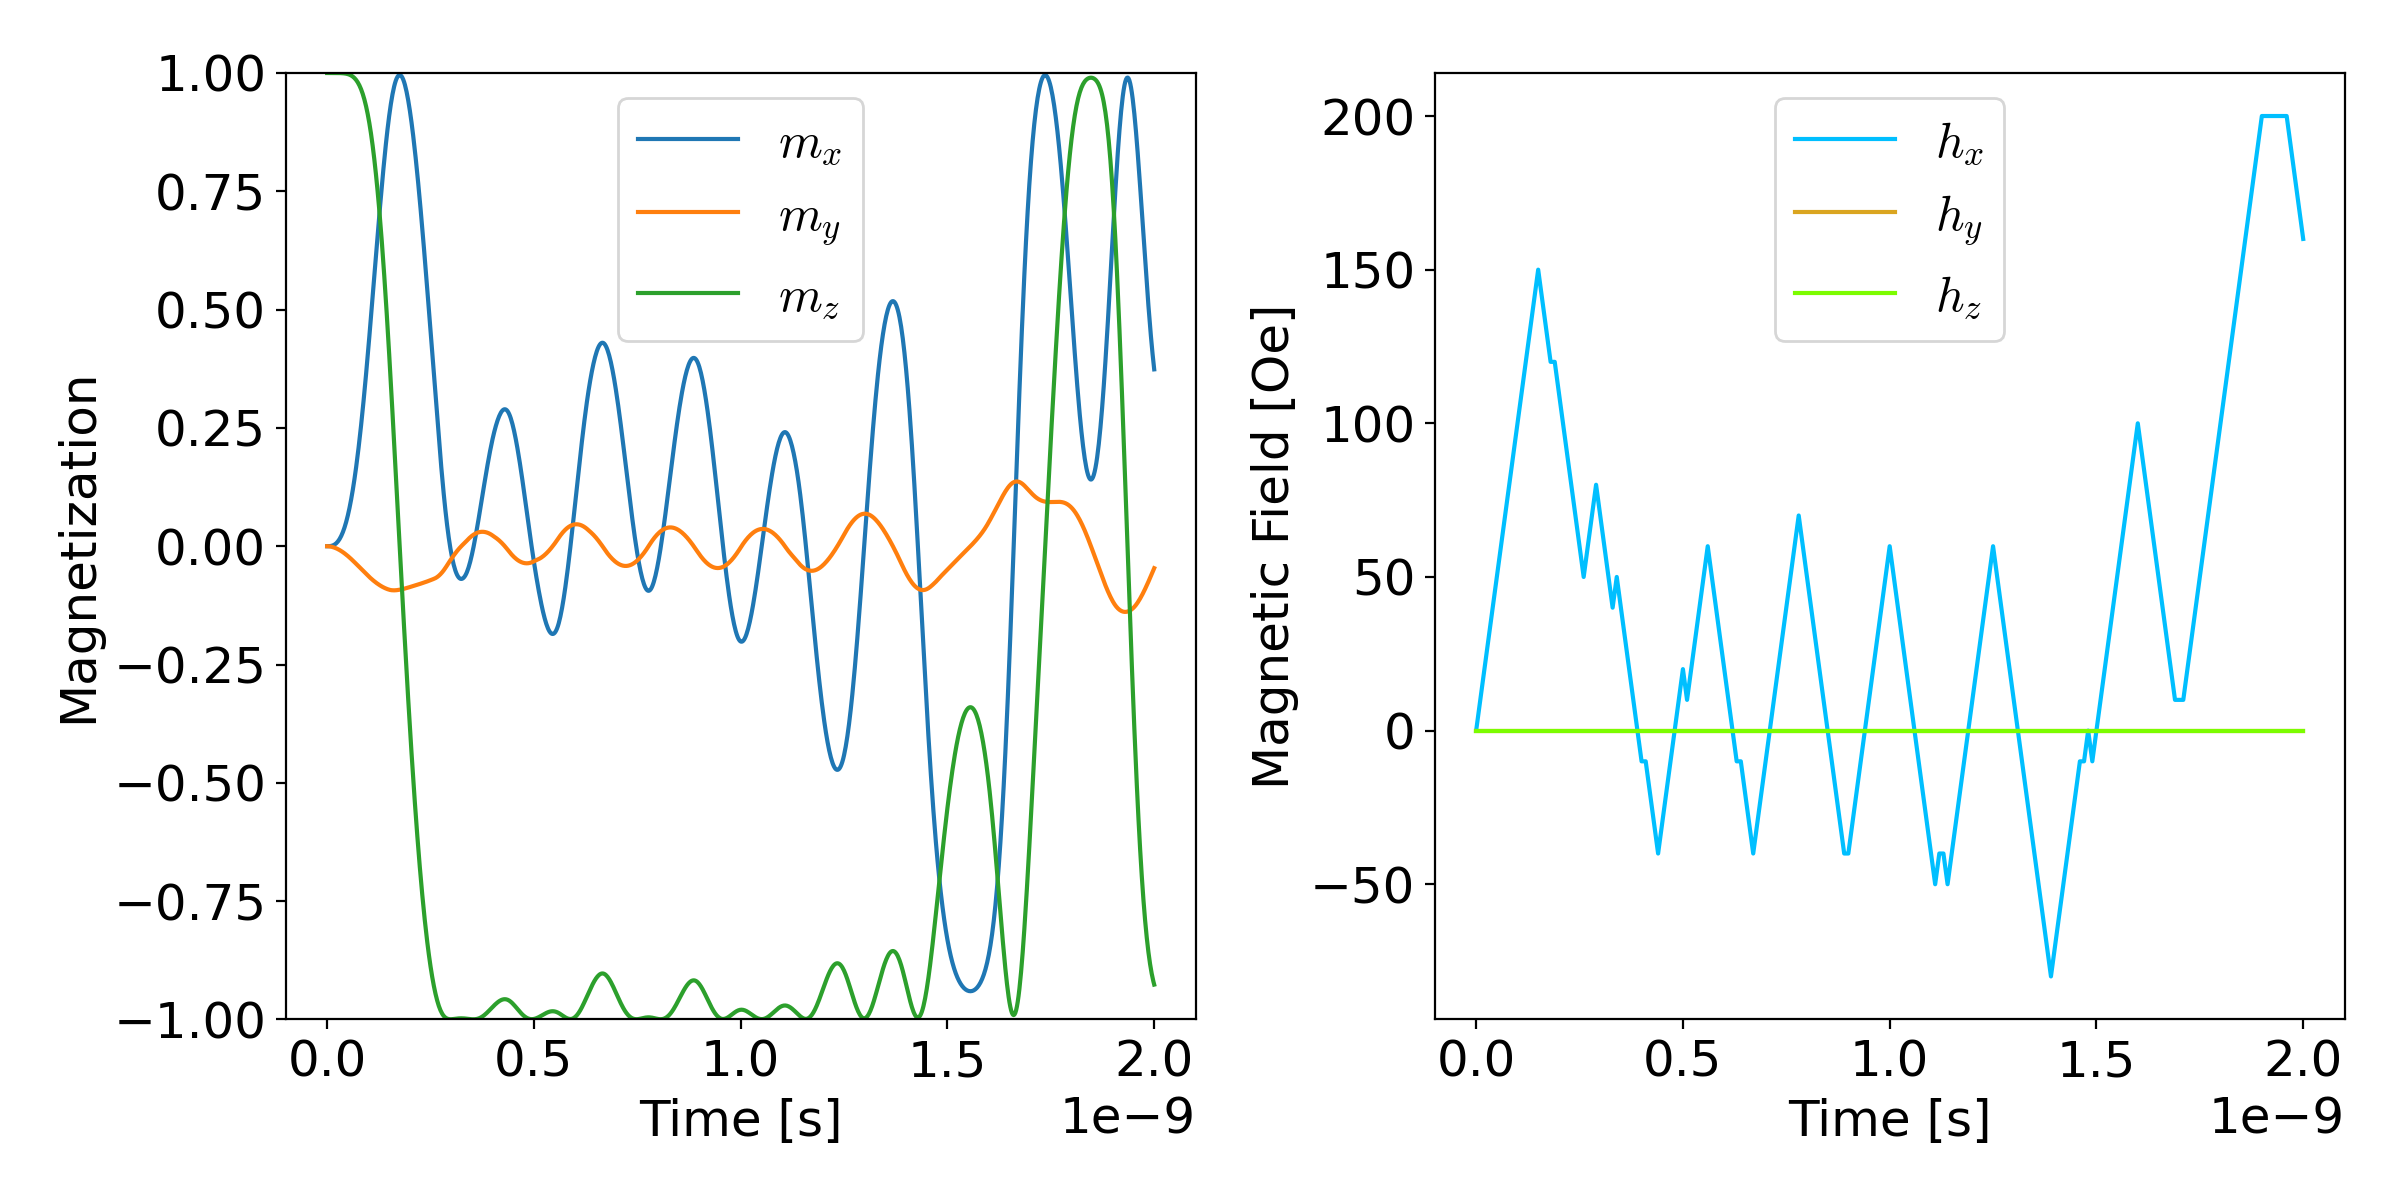 Magnetization
1.00
0.75
0.50
0.25
0.00
−0.25
−0.50
−0.75
−1.00
0.0 0.5 1.0 1.5 2.0
Time [s]
1e−9
m_x
m_y
m_z
Magnetic Field [Oe]
200
150
100
50
0
−50
0.0 0.5 1.0 1.5 2.0
Time [s]
1e−9
h_x
h_y
h_z